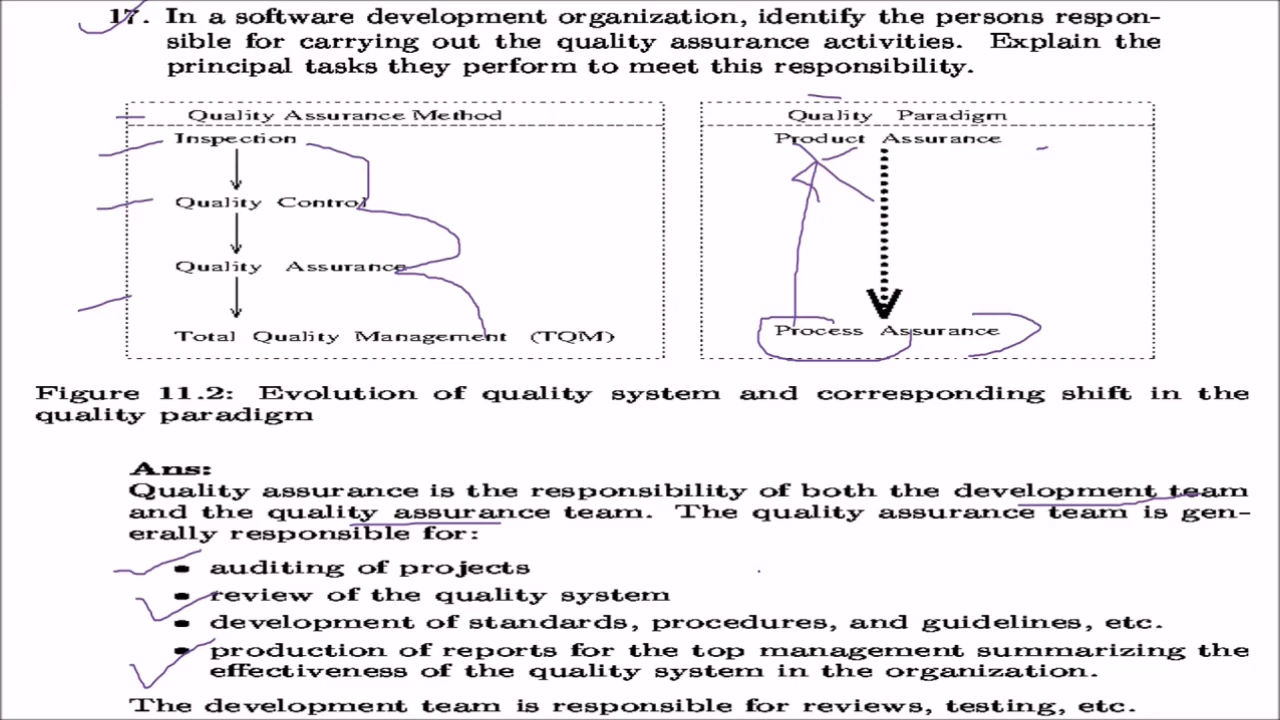 17. In a software development organization, identify the persons respon-
sible for carrying out the quality assurance activities. Explain the
principal tasks they perform to meet this responsibility.
Quality Assurance Method
Inspection
Quality Control
Quality Assurance
Total Quality Management (TQM)
Quality Paradigm
Product Assurance
Process Assurance
Figure 11.2: Evolution of quality system and corresponding shift in the
quality paradigm
Ans:
Quality assurance is the responsibility of both the development team
and the quality assurance team. The quality assurance team is gen-
erally responsible for:
• auditing of projects
• review of the quality system
• development of standards, procedures, and guidelines, etc.
• production of reports for the top management summarizing the
effectiveness of the quality system in the organization.
The development team is responsible for reviews, testing, etc.